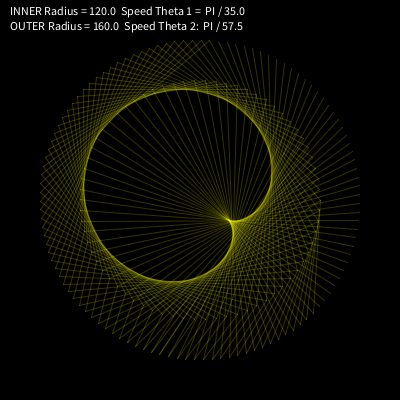 INNER Radius = 120.0  Speed Theta 1 =  PI / 35.0
OUTER Radius = 160.0  Speed Theta 2:  PI / 57.5